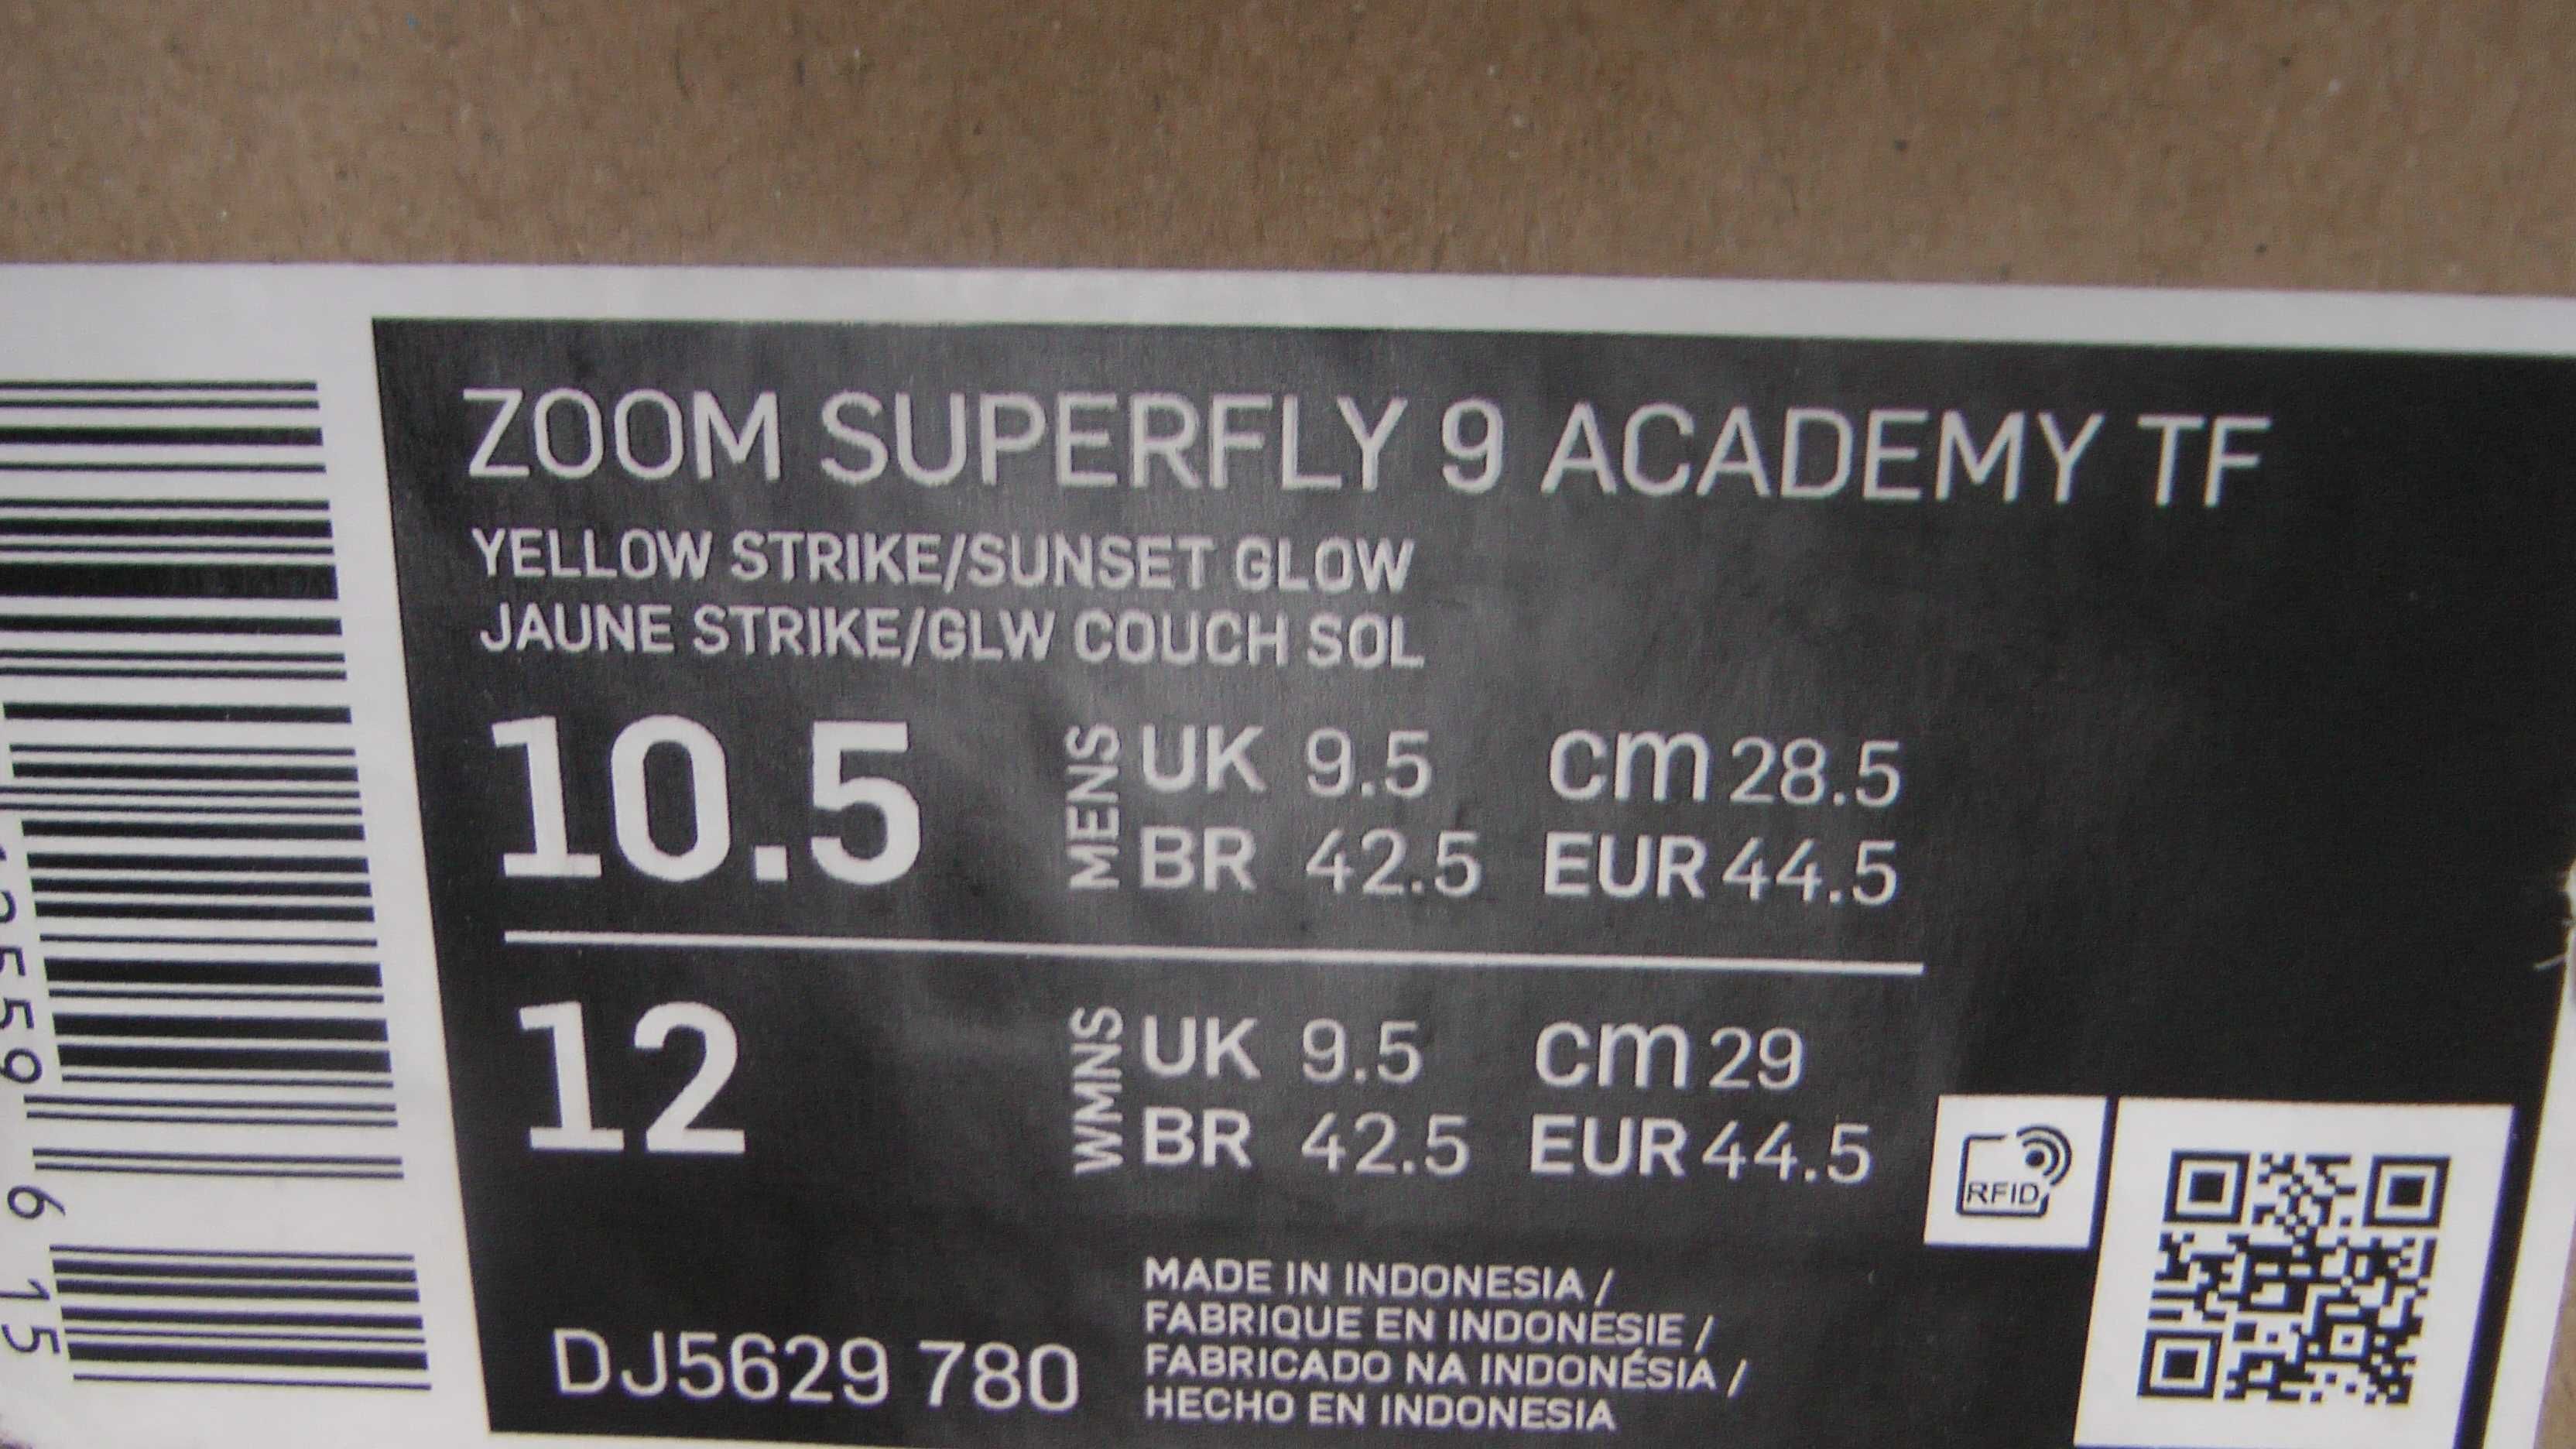 ZOOM SUPERFLY 9 ACADEMY TF
YELLOW STRIKE/SUNSET GLOW
JAUNE STRIKE/GLW COUCH SOL
10.5 MENS UK 9.5 cm 28.5
BR 42.5 EUR 44.5
12 WMNS UK 9.5 cm 29
BR 42.5 EUR 44.5
RFID
DJ5629 780
MADE IN INDONESIA /
FABRIQUE EN INDONESIE /
FABRICADO NA INDONÉSIA /
HECHO EN INDONESIA
6 15